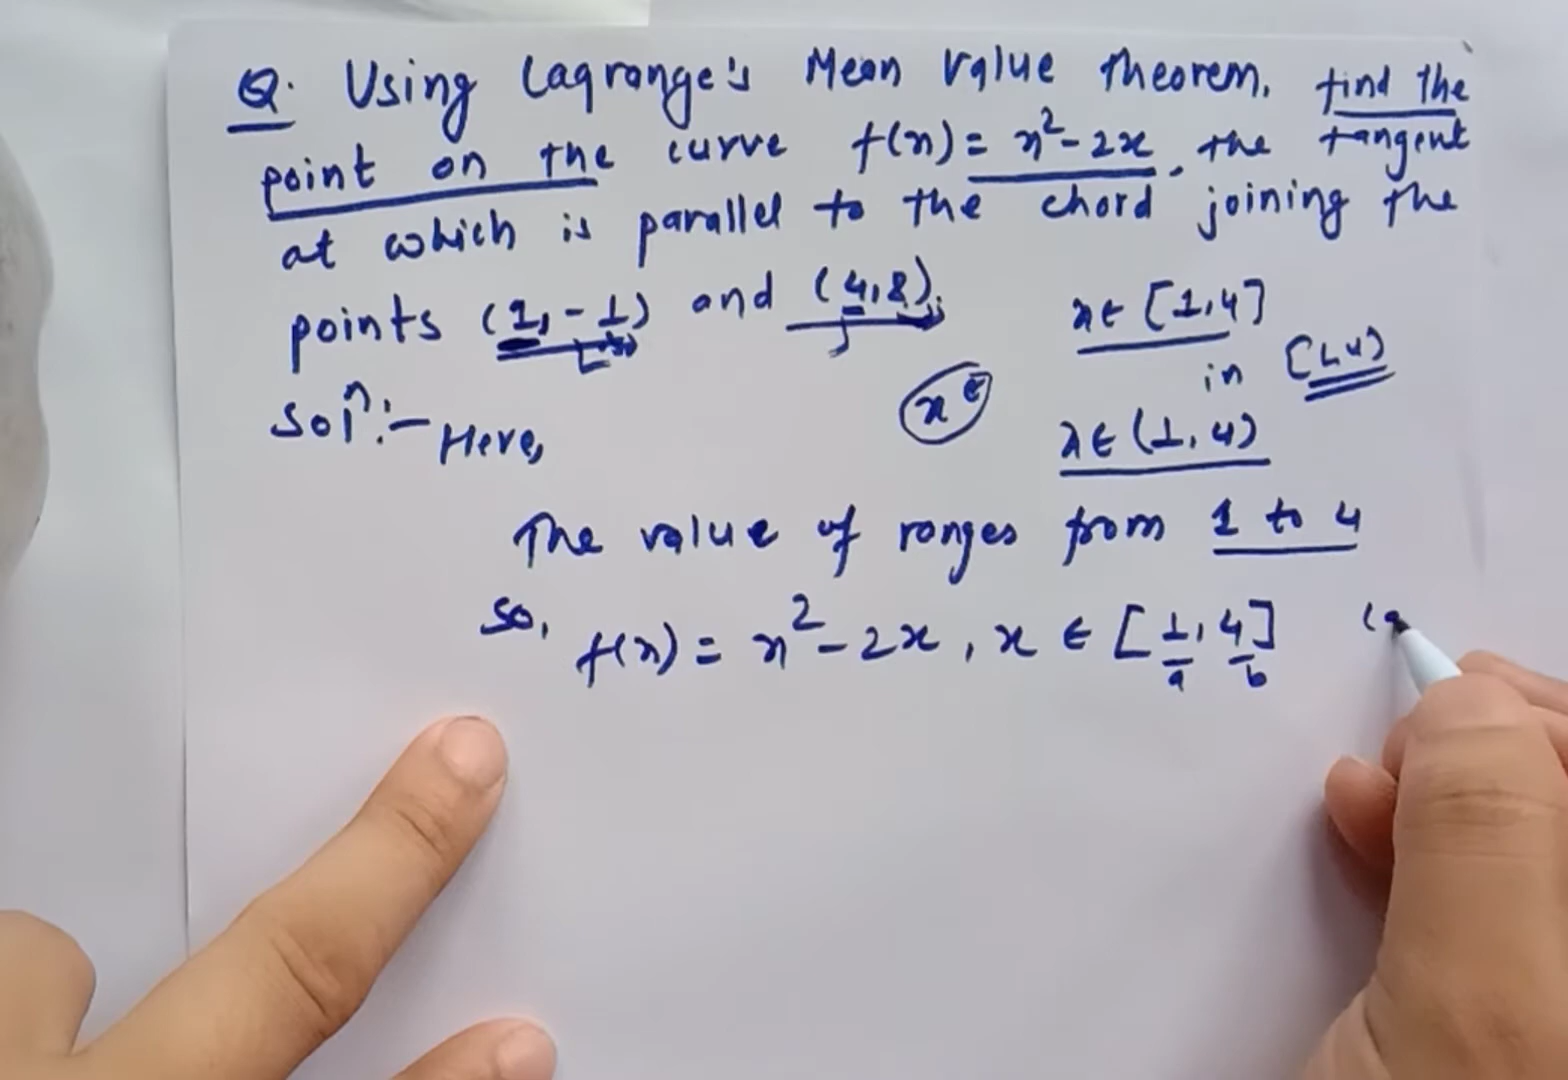 Q. Using Lagrange's Mean Value Theorem, find the
point on the curve f(x) = x² - 2x, the tangent
at which is parallel to the chord joining the
points (1, -1) and (4, 8).
x ∈ [1, 4]
in (1, 4)
Solⁿ:- Here,
x ∈
x ∈ (1, 4)
The value of ranges from 1 to 4
So,
f(x) = x² - 2x, x ∈ [1, 4]
a b